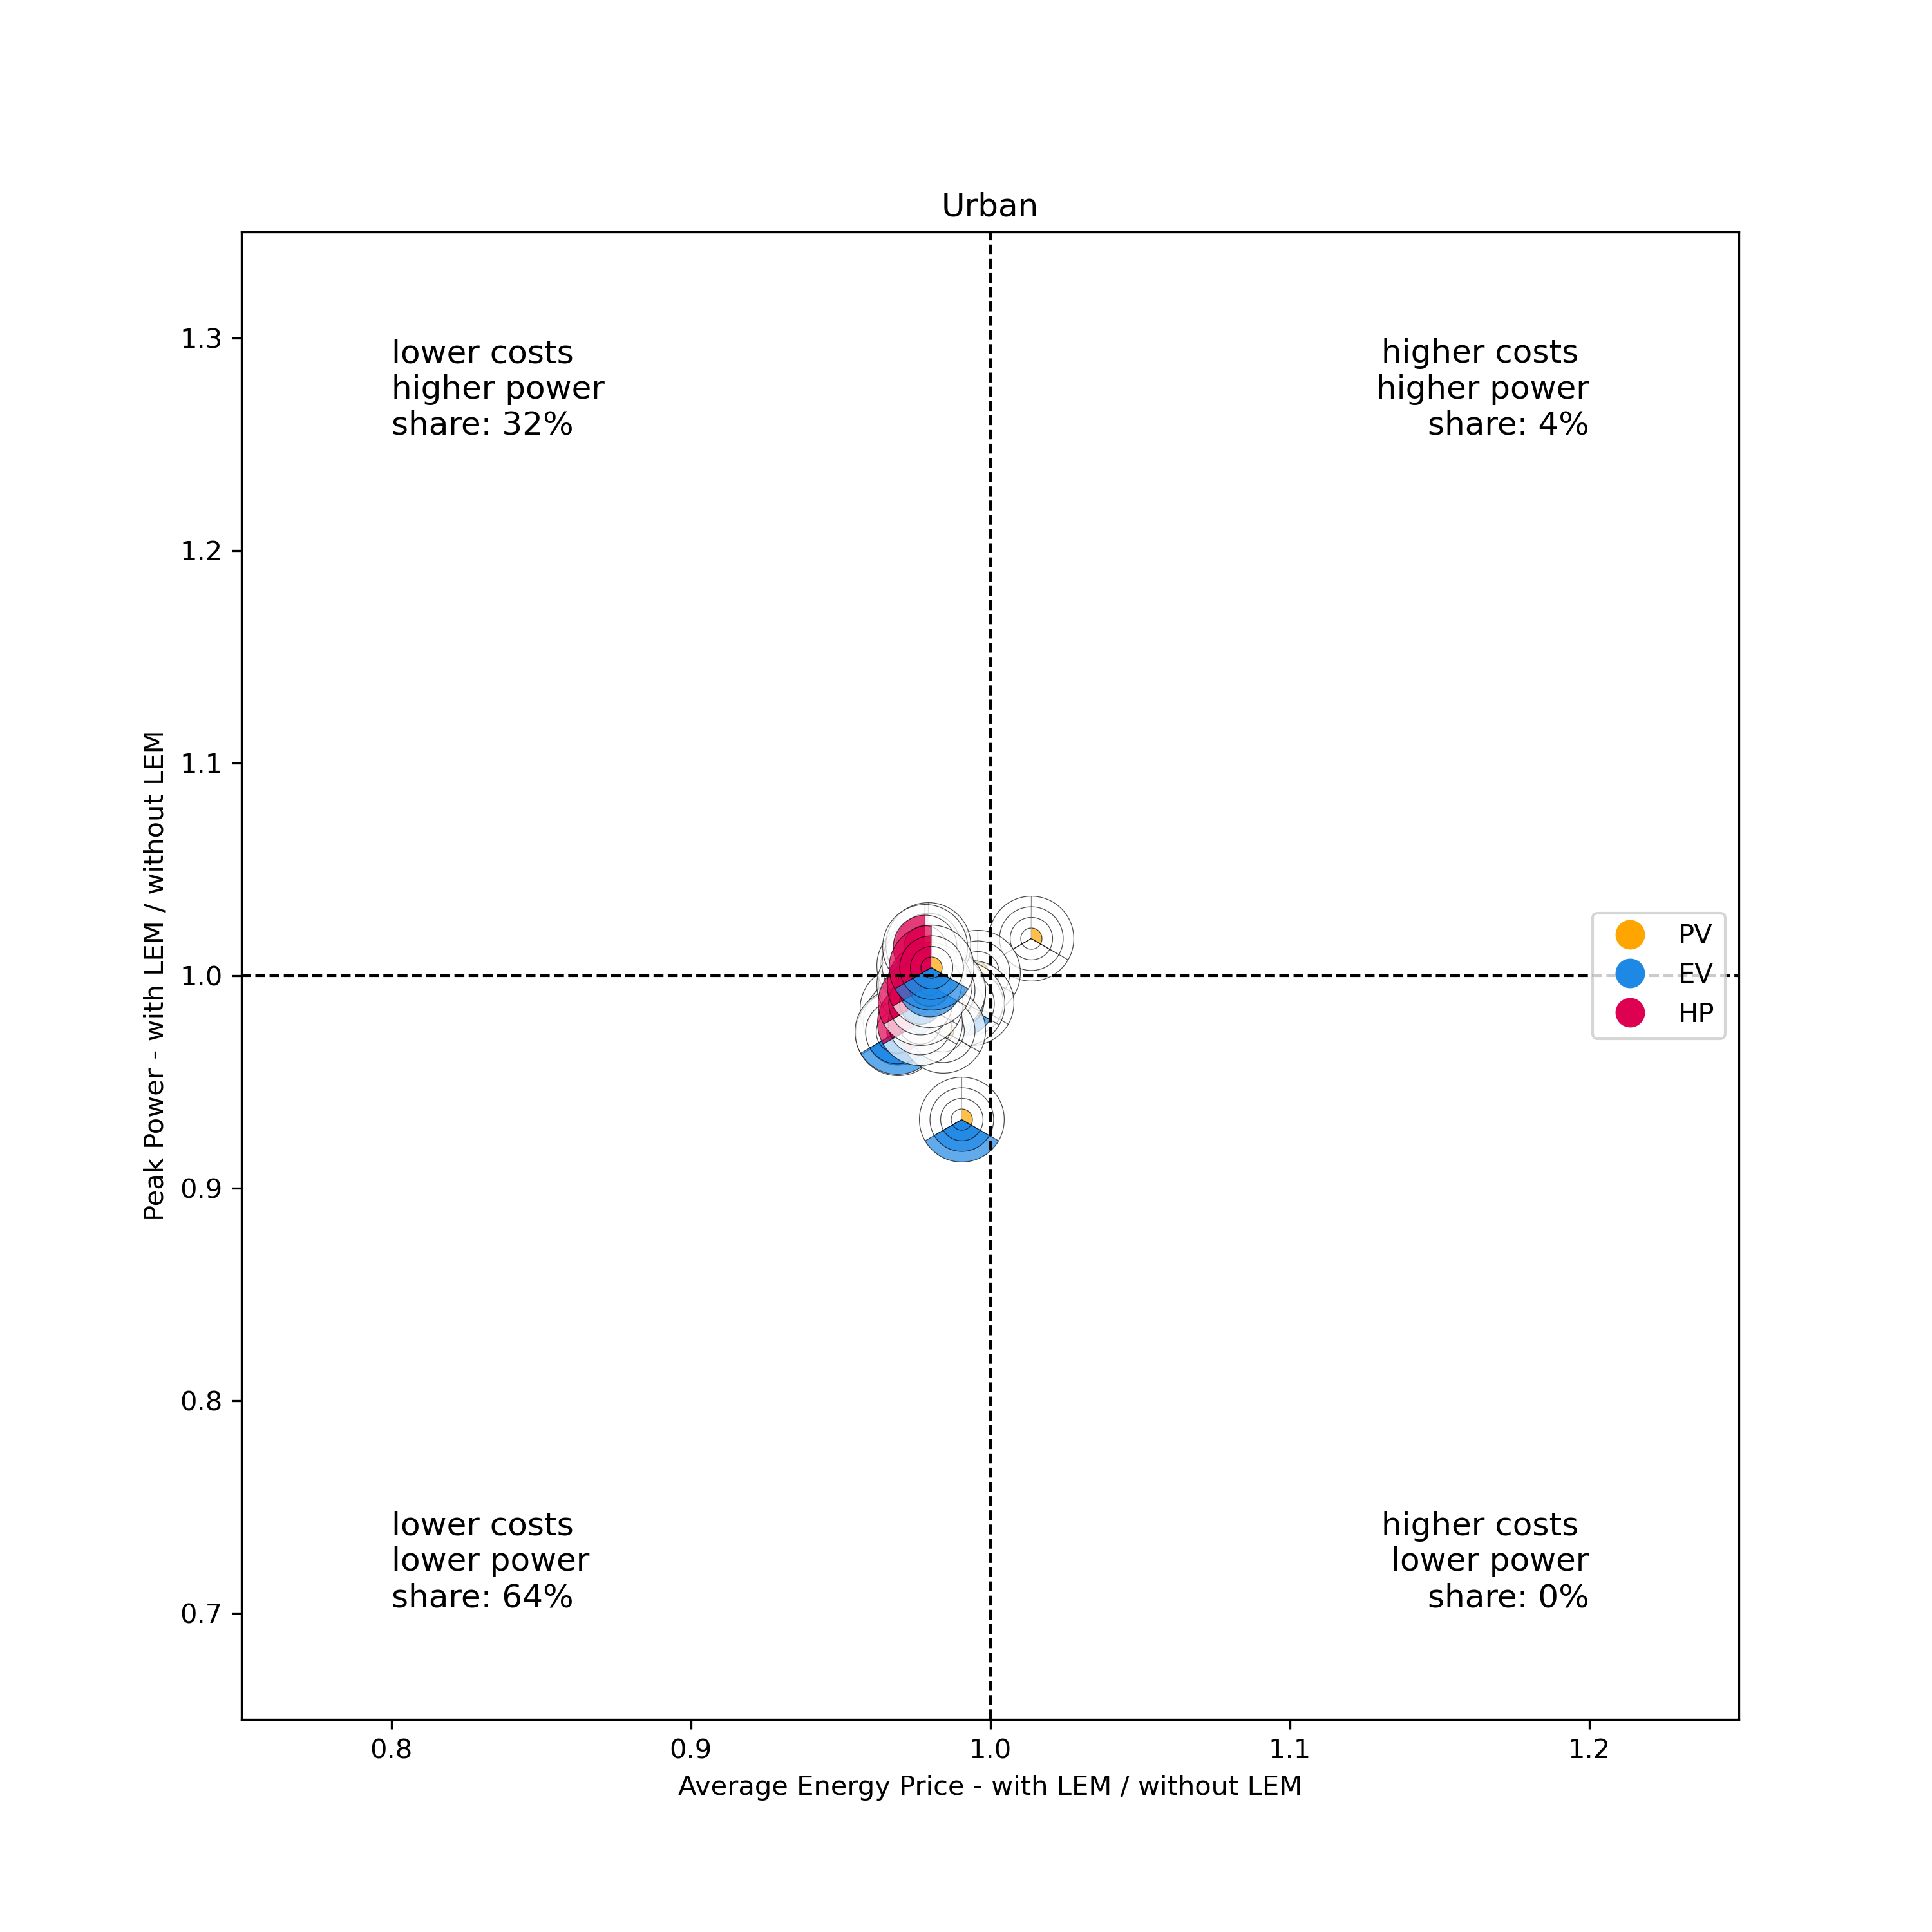 Urban
lower costs
higher power
share: 32%
higher costs
higher power
share: 4%
1.3
1.2
1.1
1.0
0.9
0.8
0.7
Peak Power - with LEM / without LEM
PV
EV
HP
lower costs
lower power
share: 64%
higher costs
lower power
share: 0%
0.8
0.9
1.0
1.1
1.2
Average Energy Price - with LEM / without LEM